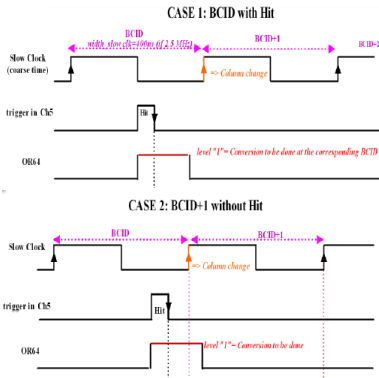 CASE 1: BCID with Hit
BCID
BCID+1
BCID+2
width_slow clk=400ns (if 2.5 MHz)
Slow Clock
(coarse time)
=> Column change
trigger in Ch5
Hit
OR64
level "1"= Conversion to be done at the corresponding BCID
CASE 2: BCID+1 without Hit
BCID
BCID+1
Slow Clock
=> Column change
trigger in Ch5
Hit
OR64
level "1"= Conversion to be done